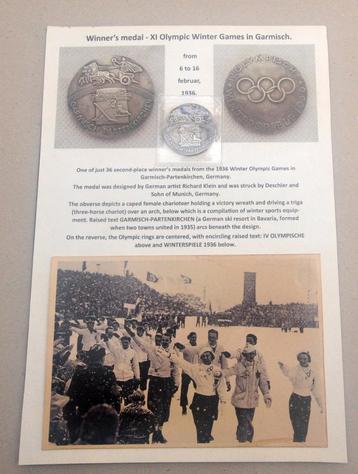 Winner's medal - XI Olympic Winter Games in Garmisch.
from
6 to 16
februar,
1936.
One of just 36 second-place winner's medals from the 1936 Winter Olympic Games in
Garmisch-Partenkirchen, Germany.
The medal was designed by German artist Richard Klein and was struck by Deschler and
Sohn of Munich, Germany.
The obverse depicts a caped female charioteer holding a victory wreath and driving a triga
(three-horse chariot) over an arch, below which is a compilation of winter sports equip-
ment. Raised text GARMISCH-PARTENKIRCHEN (a German ski resort in Bavaria, formed
when two towns united in 1935) arcs beneath the design.
On the reverse, the Olympic rings are centered, with encircling raised text: IV OLYMPISCHE
above and WINTERSPIELE 1936 below.